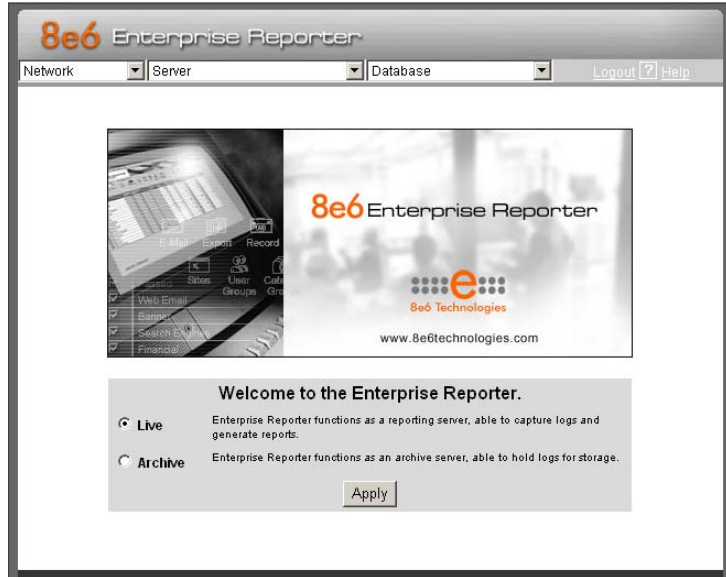 8e6 Enterprise Reporter
Network Server Database Logout ? Help
8e6 Enterprise Reporter
E-Mail Export Record
Sites User Groups
Web Email
Banner
Search Engines
Financial
e
8e6 Technologies
www.8e6technologies.com
Welcome to the Enterprise Reporter.
Live Enterprise Reporter functions as a reporting server, able to capture logs and
generate reports.
Archive Enterprise Reporter functions as an archive server, able to hold logs for storage.
Apply